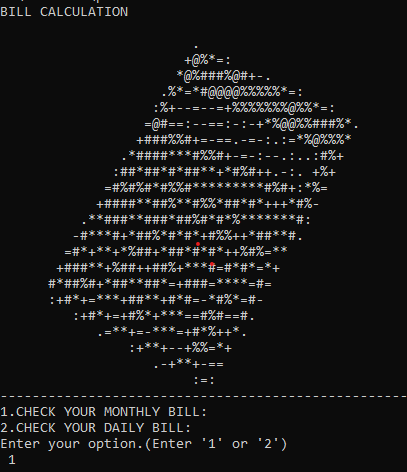 BILL CALCULATION
1.CHECK YOUR MONTHLY BILL:
2.CHECK YOUR DAILY BILL:
Enter your option.(Enter '1' or '2')
1